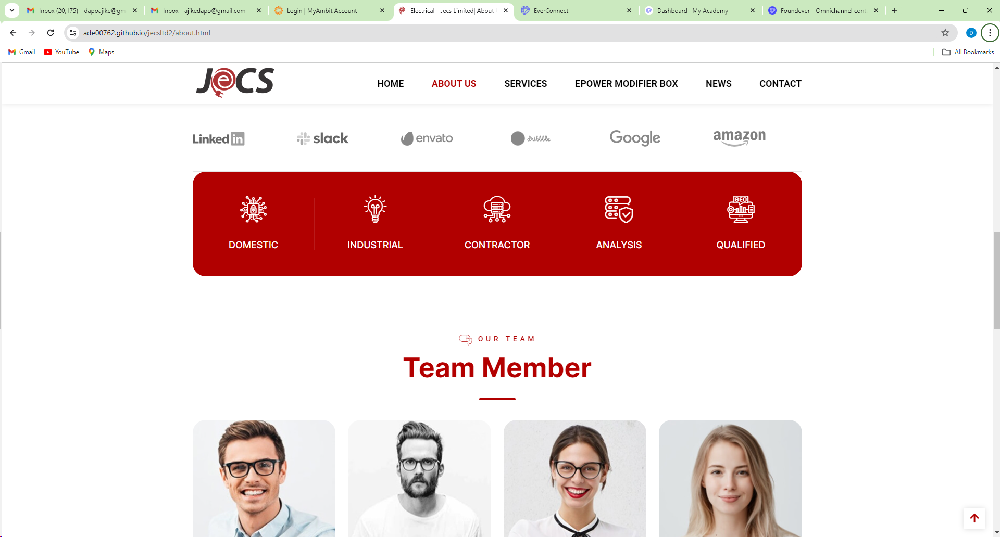 Inbox (20,175) - dapoajike@gm
Inbox - ajikedapo@gmail.com -
Login | MyAmbit Account
Electrical - Jecs Limited| About
EverConnect
Dashboard | My Academy
Foundever - Omnichannel cont
ade00762.github.io/jecsltd2/about.html
D
Gmail
YouTube
Maps
All Bookmarks
JeCS
HOME
ABOUT US
SERVICES
EPOWER MODIFIER BOX
NEWS
CONTACT
Linked in
slack
envato
dribbble
Google
amazon
SEO
DOMESTIC
INDUSTRIAL
CONTRACTOR
ANALYSIS
QUALIFIED
OUR TEAM
Team Member